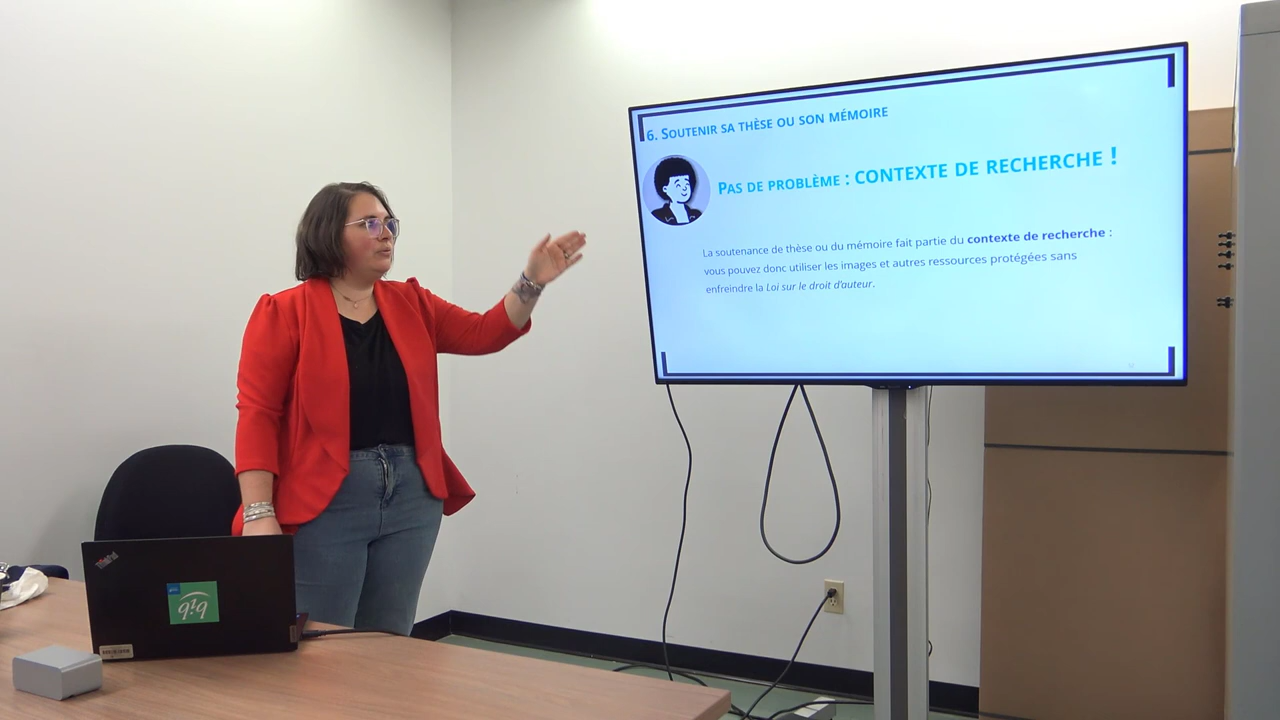 6. SOUTENIR SA THÈSE OU SON MÉMOIRE
PAS DE PROBLÈME : CONTEXTE DE RECHERCHE !
La soutenance de thèse ou du mémoire fait partie du contexte de recherche :
vous pouvez donc utiliser les images et autres ressources protégées sans
enfreindre la Loi sur le droit d'auteur.
bib